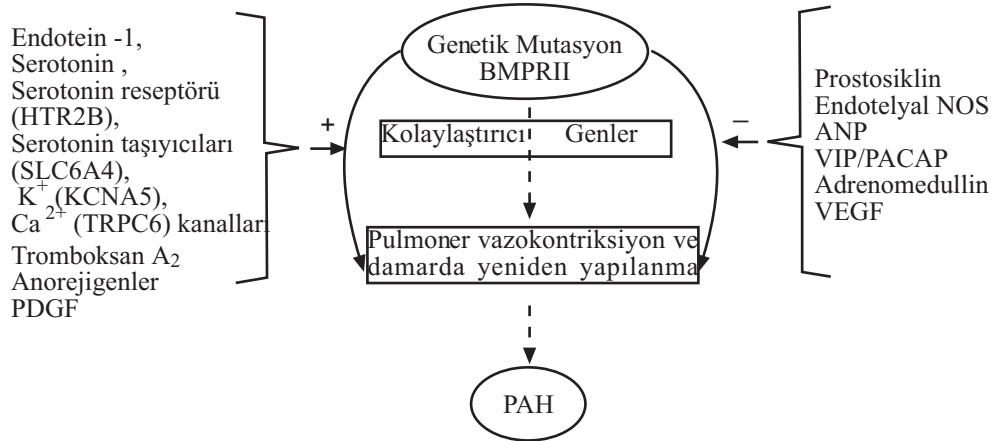 Endotein -1,
Serotonin ,
Serotonin reseptörü
(HTR2B),
Serotonin taşıyıcıları
(SLC6A4),
K+ (KCNA5),
Ca 2+ (TRPC6) kanalları
Tromboksan A2
Anorejigenler
PDGF
+
Genetik Mutasyon
BMPRII
Kolaylaştırıcı Genler
Pulmoner vazokontriksiyon ve
damarda yeniden yapılanma
PAH
–
Prostosiklin
Endotelyal NOS
ANP
VIP/PACAP
Adrenomedullin
VEGF